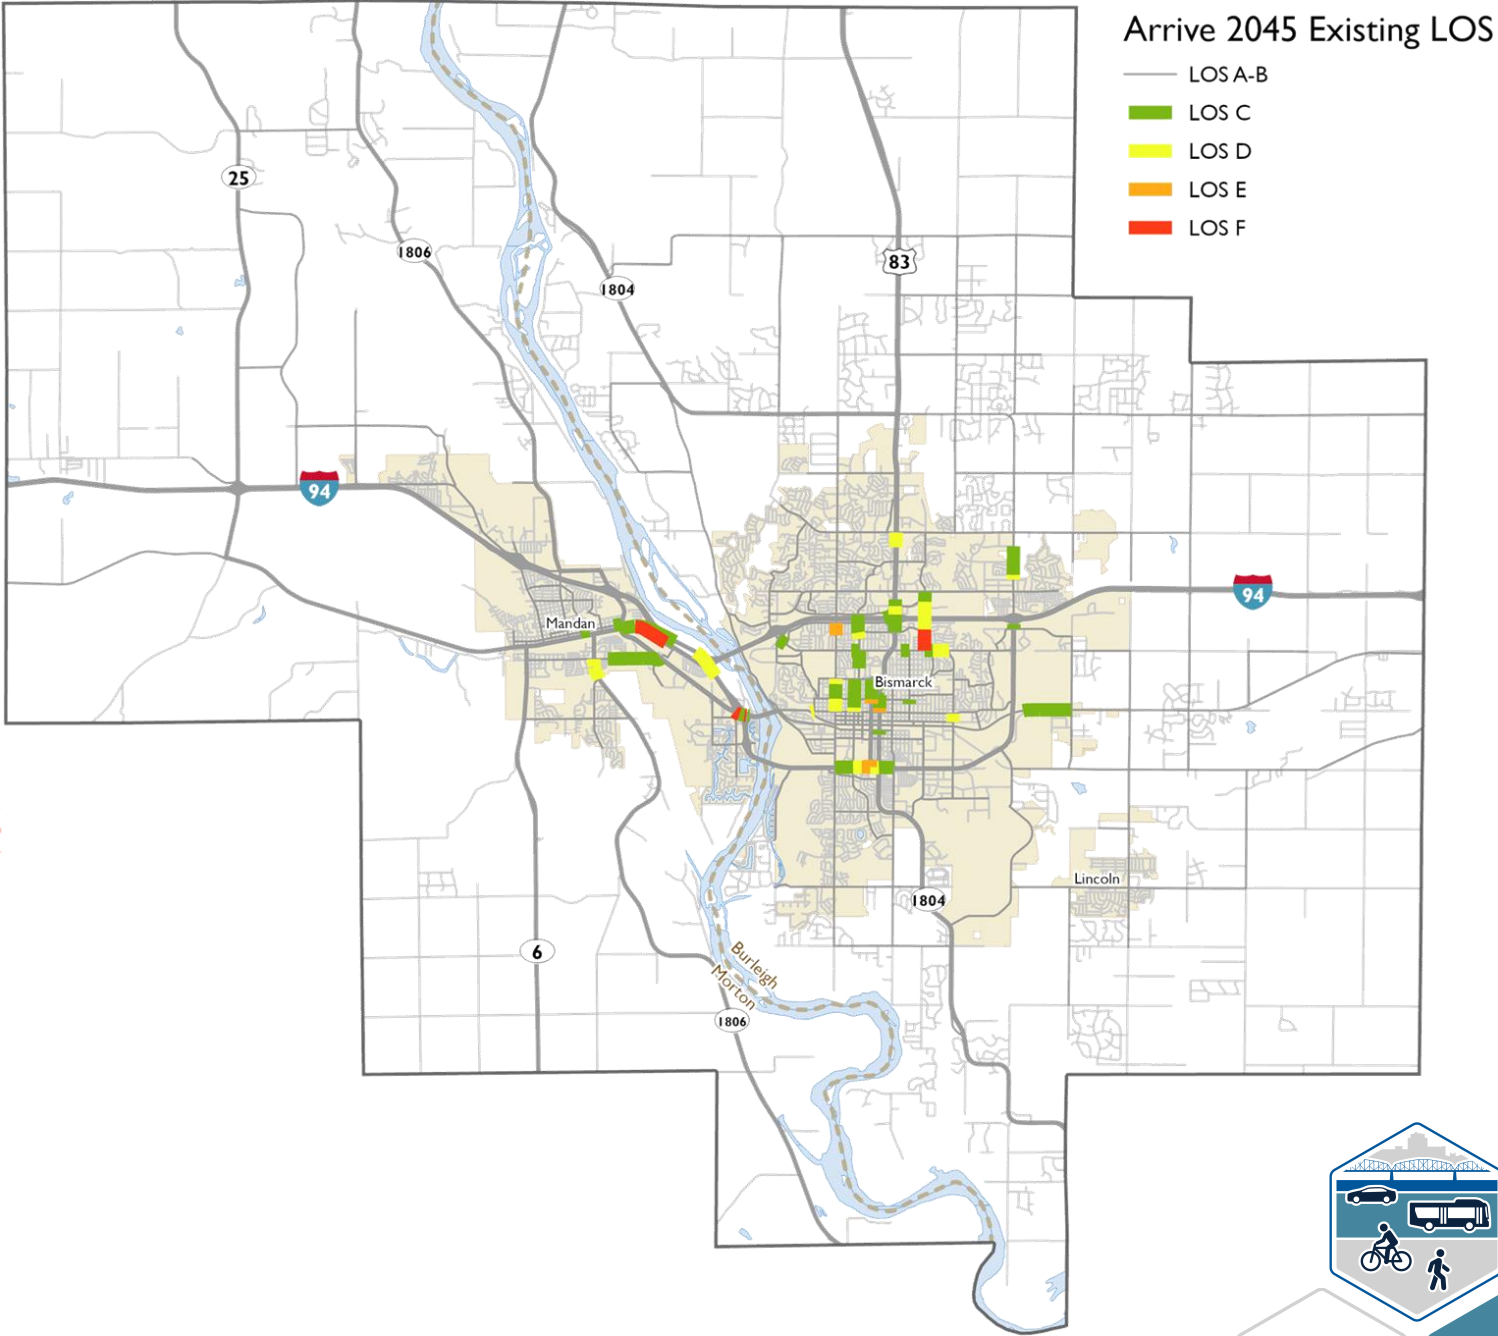 Arrive 2045 Existing LOS
LOS A-B
LOS C
LOS D
LOS E
LOS F
25
1806
1804
83
94
94
Mandan
Bismarck
Lincoln
1804
6
Burleigh
Morton
1806